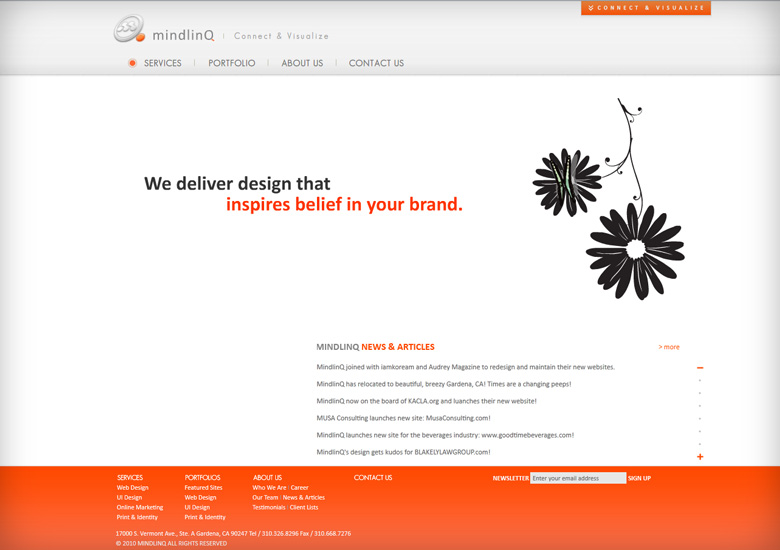 CONNECT & VISUALIZE
mindlinQ | Connect & Visualize
SERVICES | PORTFOLIO | ABOUT US | CONTACT US
We deliver design that
inspires belief in your brand.
MINDLINQ NEWS & ARTICLES
> more
MindlinQ joined with iamkoream and Audrey Magazine to redesign and maintain their new websites.
MindlinQ has relocated to beautiful, breezy Gardena, CA! Times are a changing peeps!
MindlinQ now on the board of KACLA.org and luanches their new website!
MUSA Consulting launches new site: MusaConsulting.com!
MindlinQ launches new site for the beverages industry: www.goodtimebeverages.com!
MindlinQ's design gets kudos for BLAKELYLAWGROUP.com!
SERVICES
Web Design
UI Design
Online Marketing
Print & Identity
PORTFOLIOS
Featured Sites
Web Design
UI Design
Print & Identity
ABOUT US
Who We Are | Career
Our Team | News & Articles
Testimonials | Client Lists
CONTACT US
NEWSLETTER Enter your email address SIGN UP
17000 S. Vermont Ave., Ste. A Gardena, CA 90247 Tel / 310.526.8296 Fax / 310.668.7276
© 2010 MINDLINQ ALL RIGHTS RESERVED